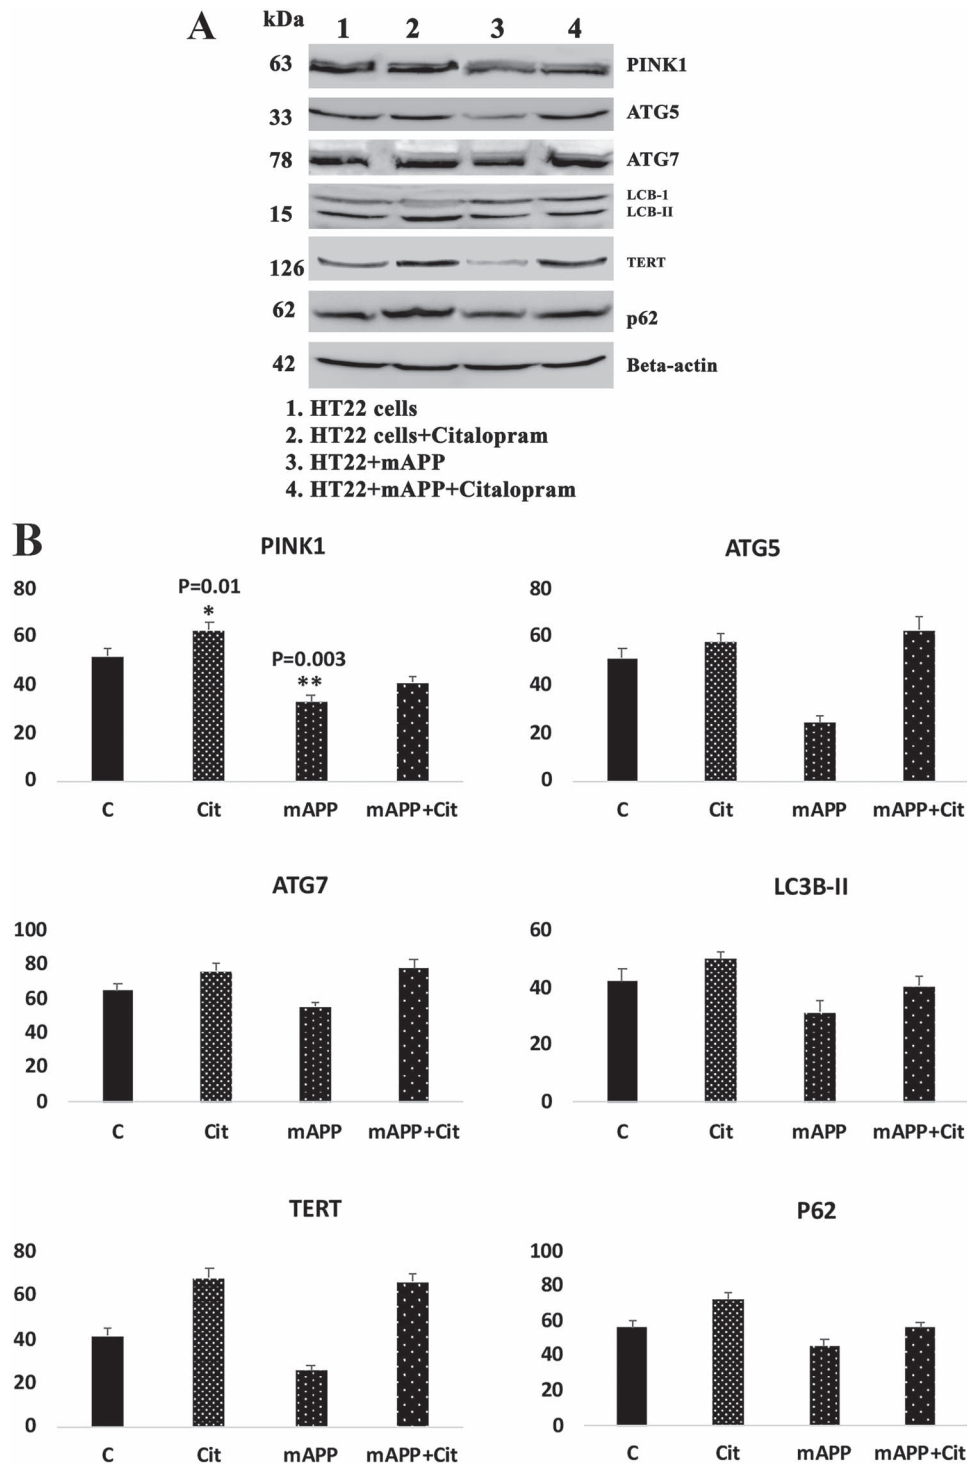 A
kDa 1 2 3 4
63 PINK1
33 ATG5
78 ATG7
LCB-1
15 LCB-II
126 TERT
62 p62
42 Beta-actin
1. HT22 cells
2. HT22 cells+Citalopram
3. HT22+mAPP
4. HT22+mAPP+Citalopram
B
PINK1
80
60
40
20
0
P=0.01
*
P=0.003
**
C Cit mAPP mAPP+Cit
ATG5
80
60
40
20
0
C Cit mAPP mAPP+Cit
ATG7
100
80
60
40
20
0
C Cit mAPP mAPP+Cit
LC3B-II
60
40
20
0
C Cit mAPP mAPP+Cit
TERT
80
60
40
20
0
C Cit mAPP mAPP+Cit
P62
100
80
60
40
20
0
C Cit mAPP mAPP+Cit